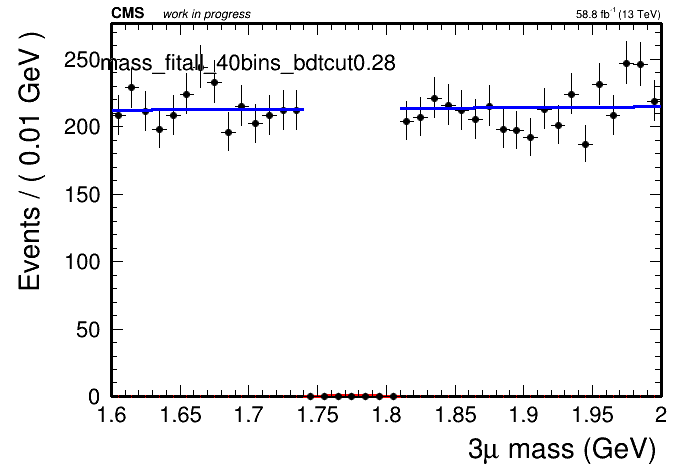 CMS work in progress 58.8 fb⁻¹ (13 TeV)
mass_fitall_40bins_bdtcut0.28
Events / ( 0.01 GeV )
250
200
150
100
50
0
1.6 1.65 1.7 1.75 1.8 1.85 1.9 1.95 2
3μ mass (GeV)